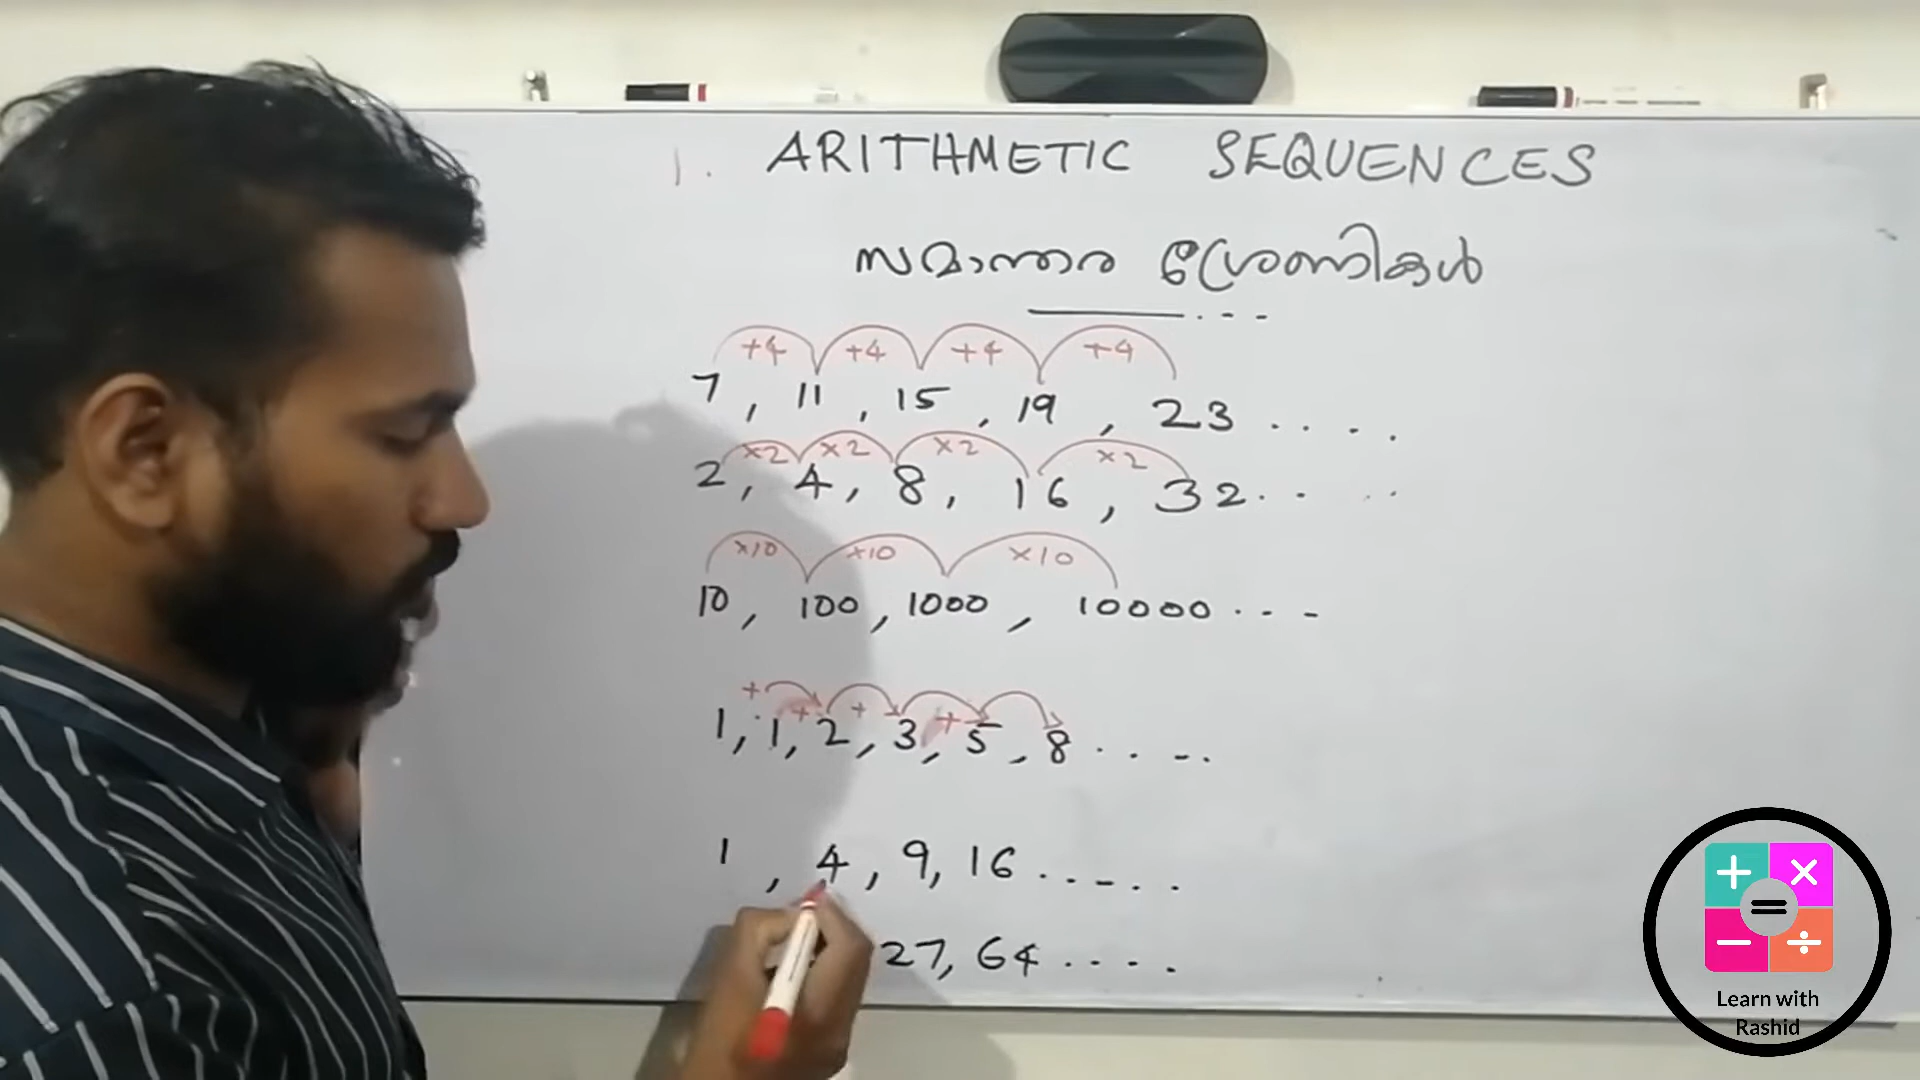 1. ARITHMETIC SEQUENCES
സമാന്തര ശ്രേണികൾ
+4 +4 +4 +4
7, 11, 15, 19, 23 ....
×2 ×2 ×2 ×2
2, 4, 8, 16, 32 ....
×10 ×10 ×10
10, 100, 1000, 10000 ...
+ + + +
1, 1, 2, 3, 5, 8 ....
1, 4, 9, 16 .....
27, 64 ....
+ ×
=
− ÷
Learn with
Rashid